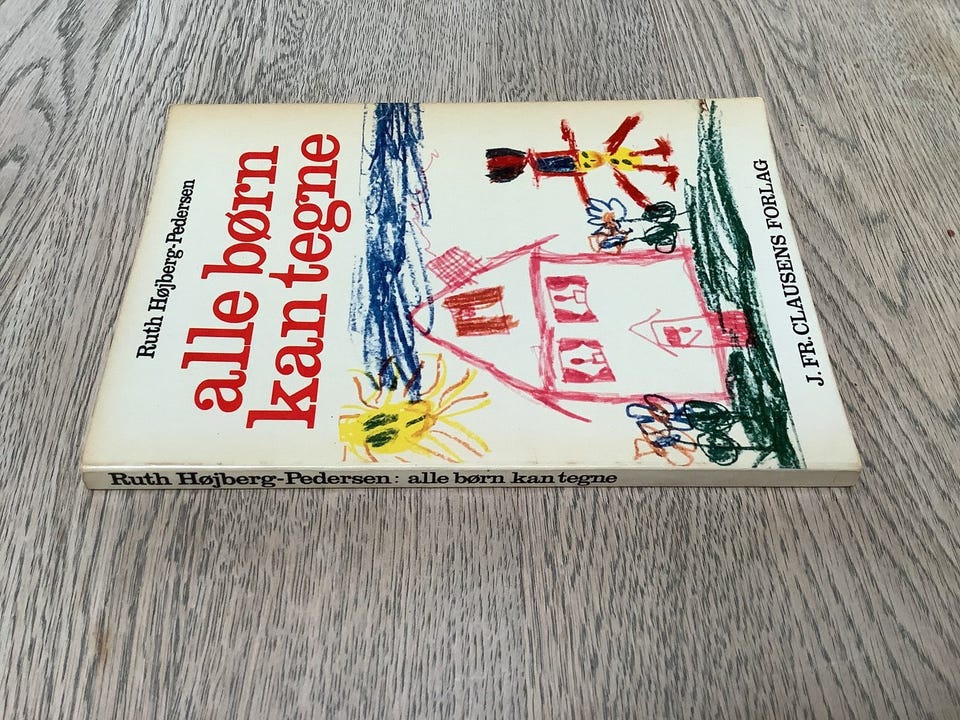 Ruth Højberg-Pedersen
alle børn
kan tegne
J. FR. CLAUSENS FORLAG
Ruth Højberg-Pedersen: alle børn kan tegne